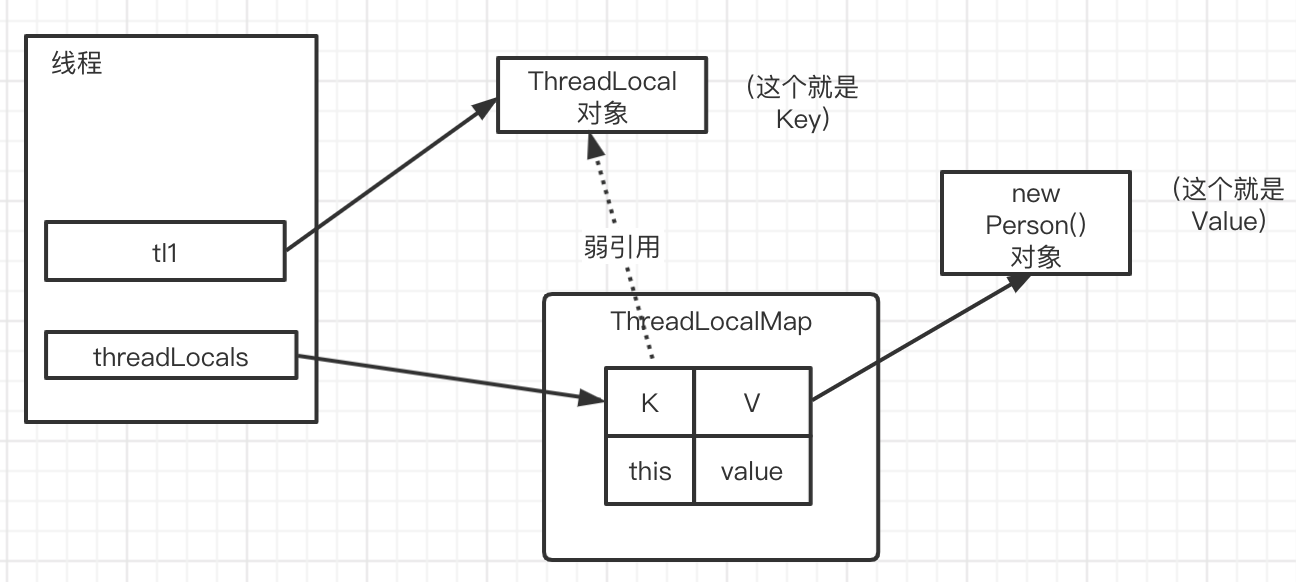 线程
ThreadLocal
对象
(这个就是
Key)
new
Person()
对象
(这个就是
Value)
tl1
弱引用
ThreadLocalMap
threadLocals
K
V
this
value